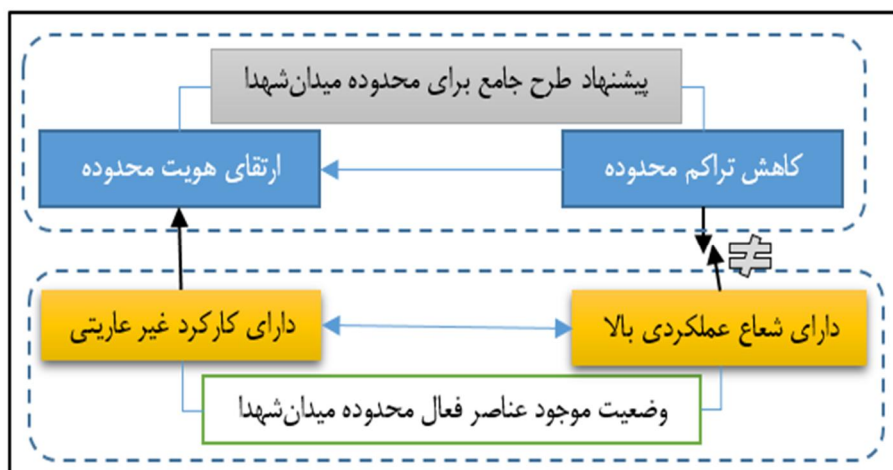 پیشنهاد طرح جامع برای محدوده میدان‌شهدا
کاهش تراکم محدوده
ارتقای هویت محدوده
≠
دارای شعاع عملکردی بالا
دارای کارکرد غیر عاریتی
وضعیت موجود عناصر فعال محدوده میدان‌شهدا